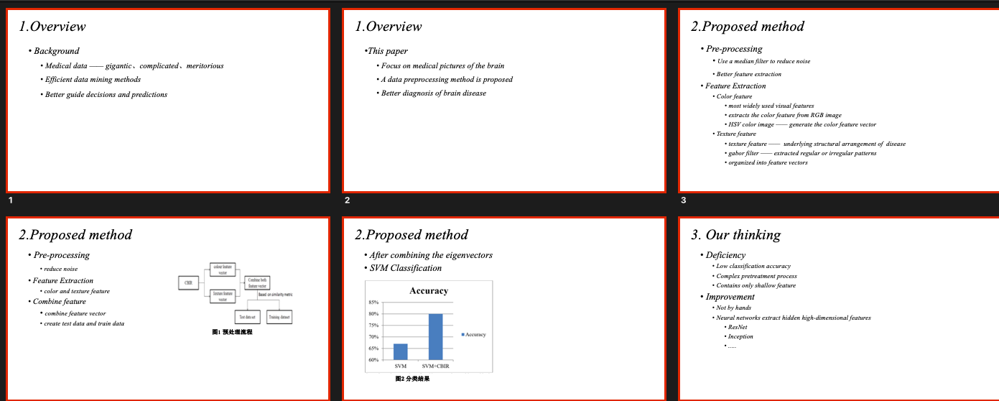 1.Overview
• Background
• Medical data —— gigantic、complicated、meritorious
• Efficient data mining methods
• Better guide decisions and predictions
1
1.Overview
•This paper
• Focus on medical pictures of the brain
• A data preprocessing method is proposed
• Better diagnosis of brain disease
2
2.Proposed method
• Pre-processing
• Use a median filter to reduce noise
• Better feature extraction
• Feature Extraction
• Color feature
• most widely used visual features
• extracts the color feature from RGB image
• HSV color image —— generate the color feature vector
• Texture feature
• texture feature —— underlying structural arrangement of disease
• gabor filter —— extracted regular or irregular patterns
• organized into feature vectors
3
2.Proposed method
• Pre-processing
• reduce noise
• Feature Extraction
• color and texture feature
• Combine feature
• combine feature vector
• create test data and train data
CBIR
colour feature
vector
Texture feature
vector
Combine both
feature vector
Based on similarity metric
Test data set
Training dataset
图1 预处理流程
2.Proposed method
• After combining the eigenvectors
• SVM Classification
Accuracy
85%
80%
75%
70%
65%
60%
SVM
SVM+CBIR
Accuracy
图2 分类结果
3. Our thinking
• Deficiency
• Low classification accuracy
• Complex pretreatment process
• Contains only shallow feature
• Improvement
• Not by hands
• Neural networks extract hidden high-dimensional features
• ResNet
• Inception
• .....